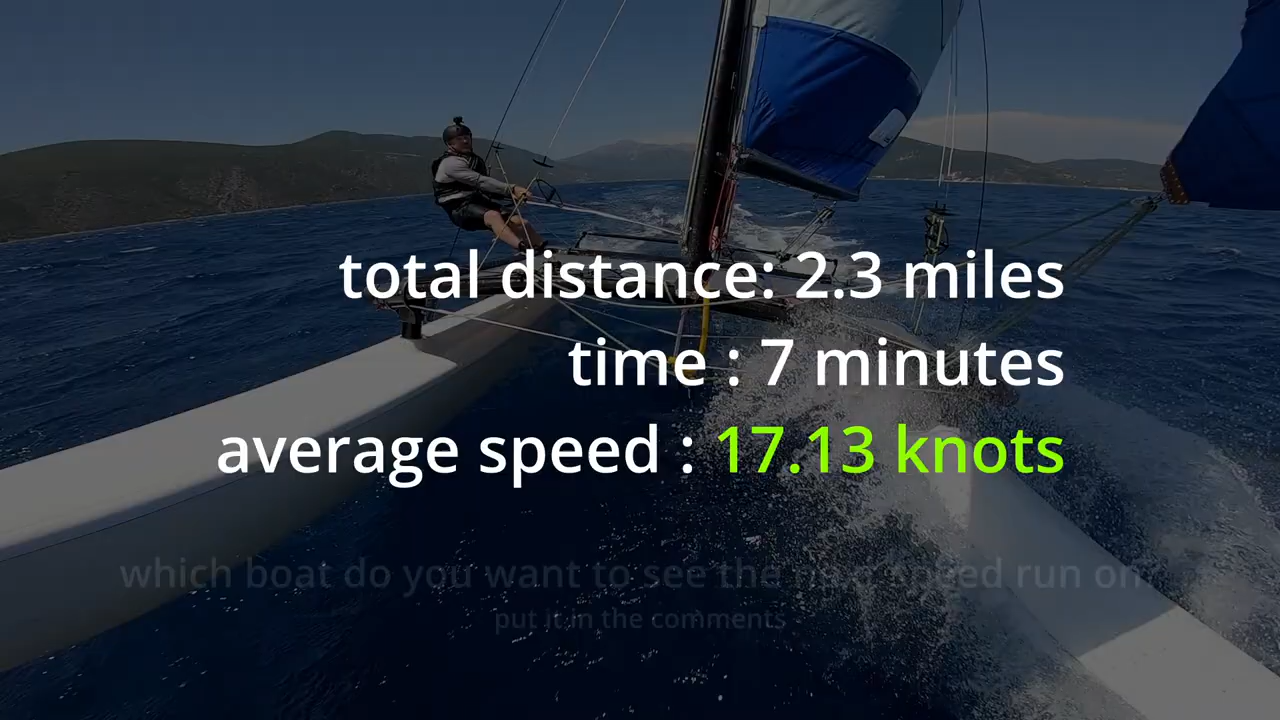 total distance: 2.3 miles
time : 7 minutes
average speed : 17.13 knots
which boat do you want to see the next speed run on
put it in the comments